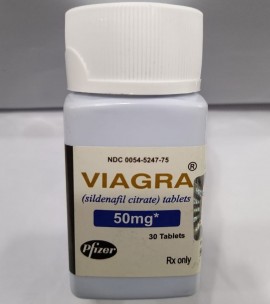 NDC 0054-5247-75
VIAGRA®
(sildenafil citrate) tablets
50mg*
30 Tablets
Pfizer
Rx only